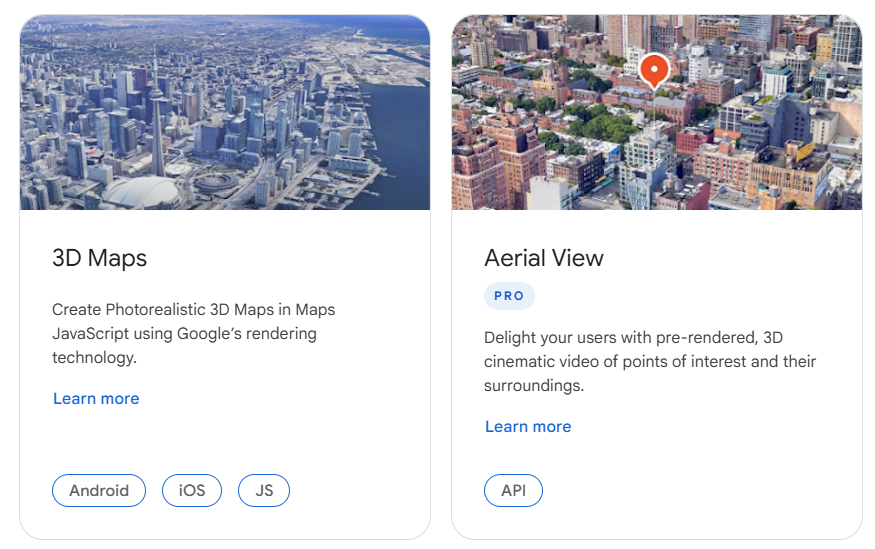 3D Maps
Create Photorealistic 3D Maps in Maps
JavaScript using Google’s rendering
technology.
Learn more
Android
iOS
JS
Aerial View
PRO
Delight your users with pre-rendered, 3D
cinematic video of points of interest and their
surroundings.
Learn more
API